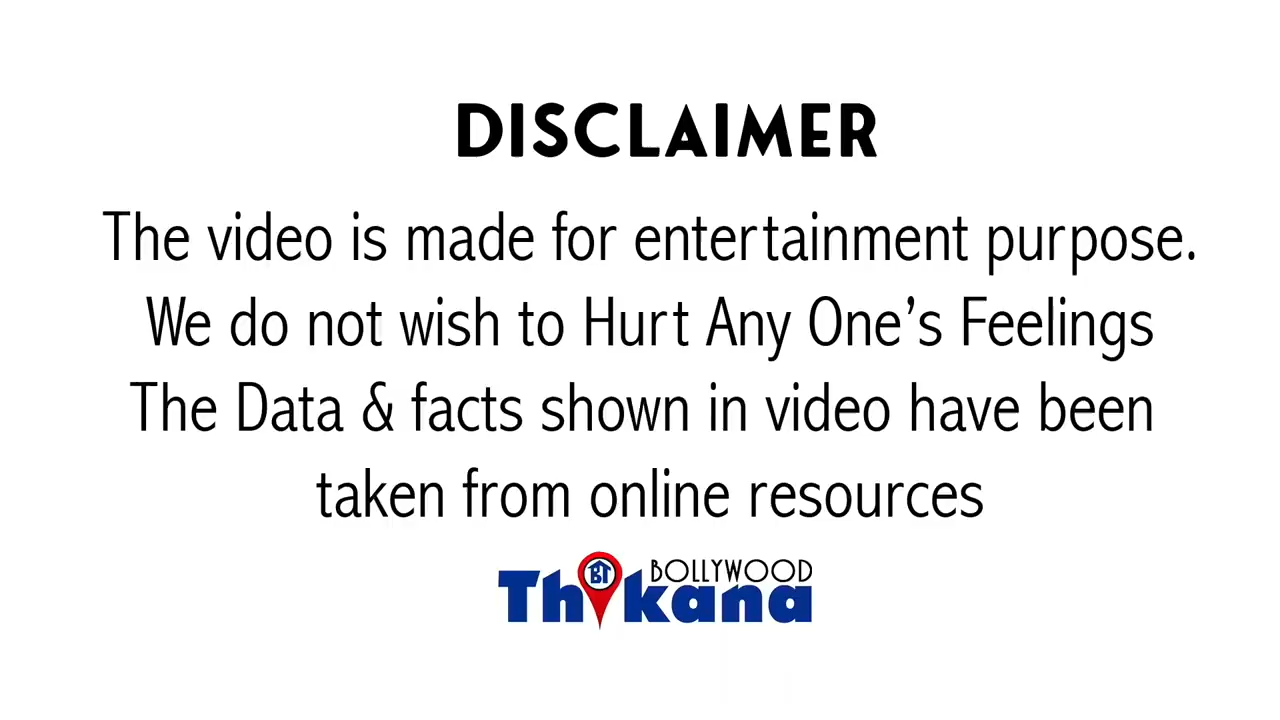 DISCLAIMER
The video is made for entertainment purpose.
We do not wish to Hurt Any One’s Feelings
The Data & facts shown in video have been
taken from online resources
BT BOLLYWOOD
Thikana